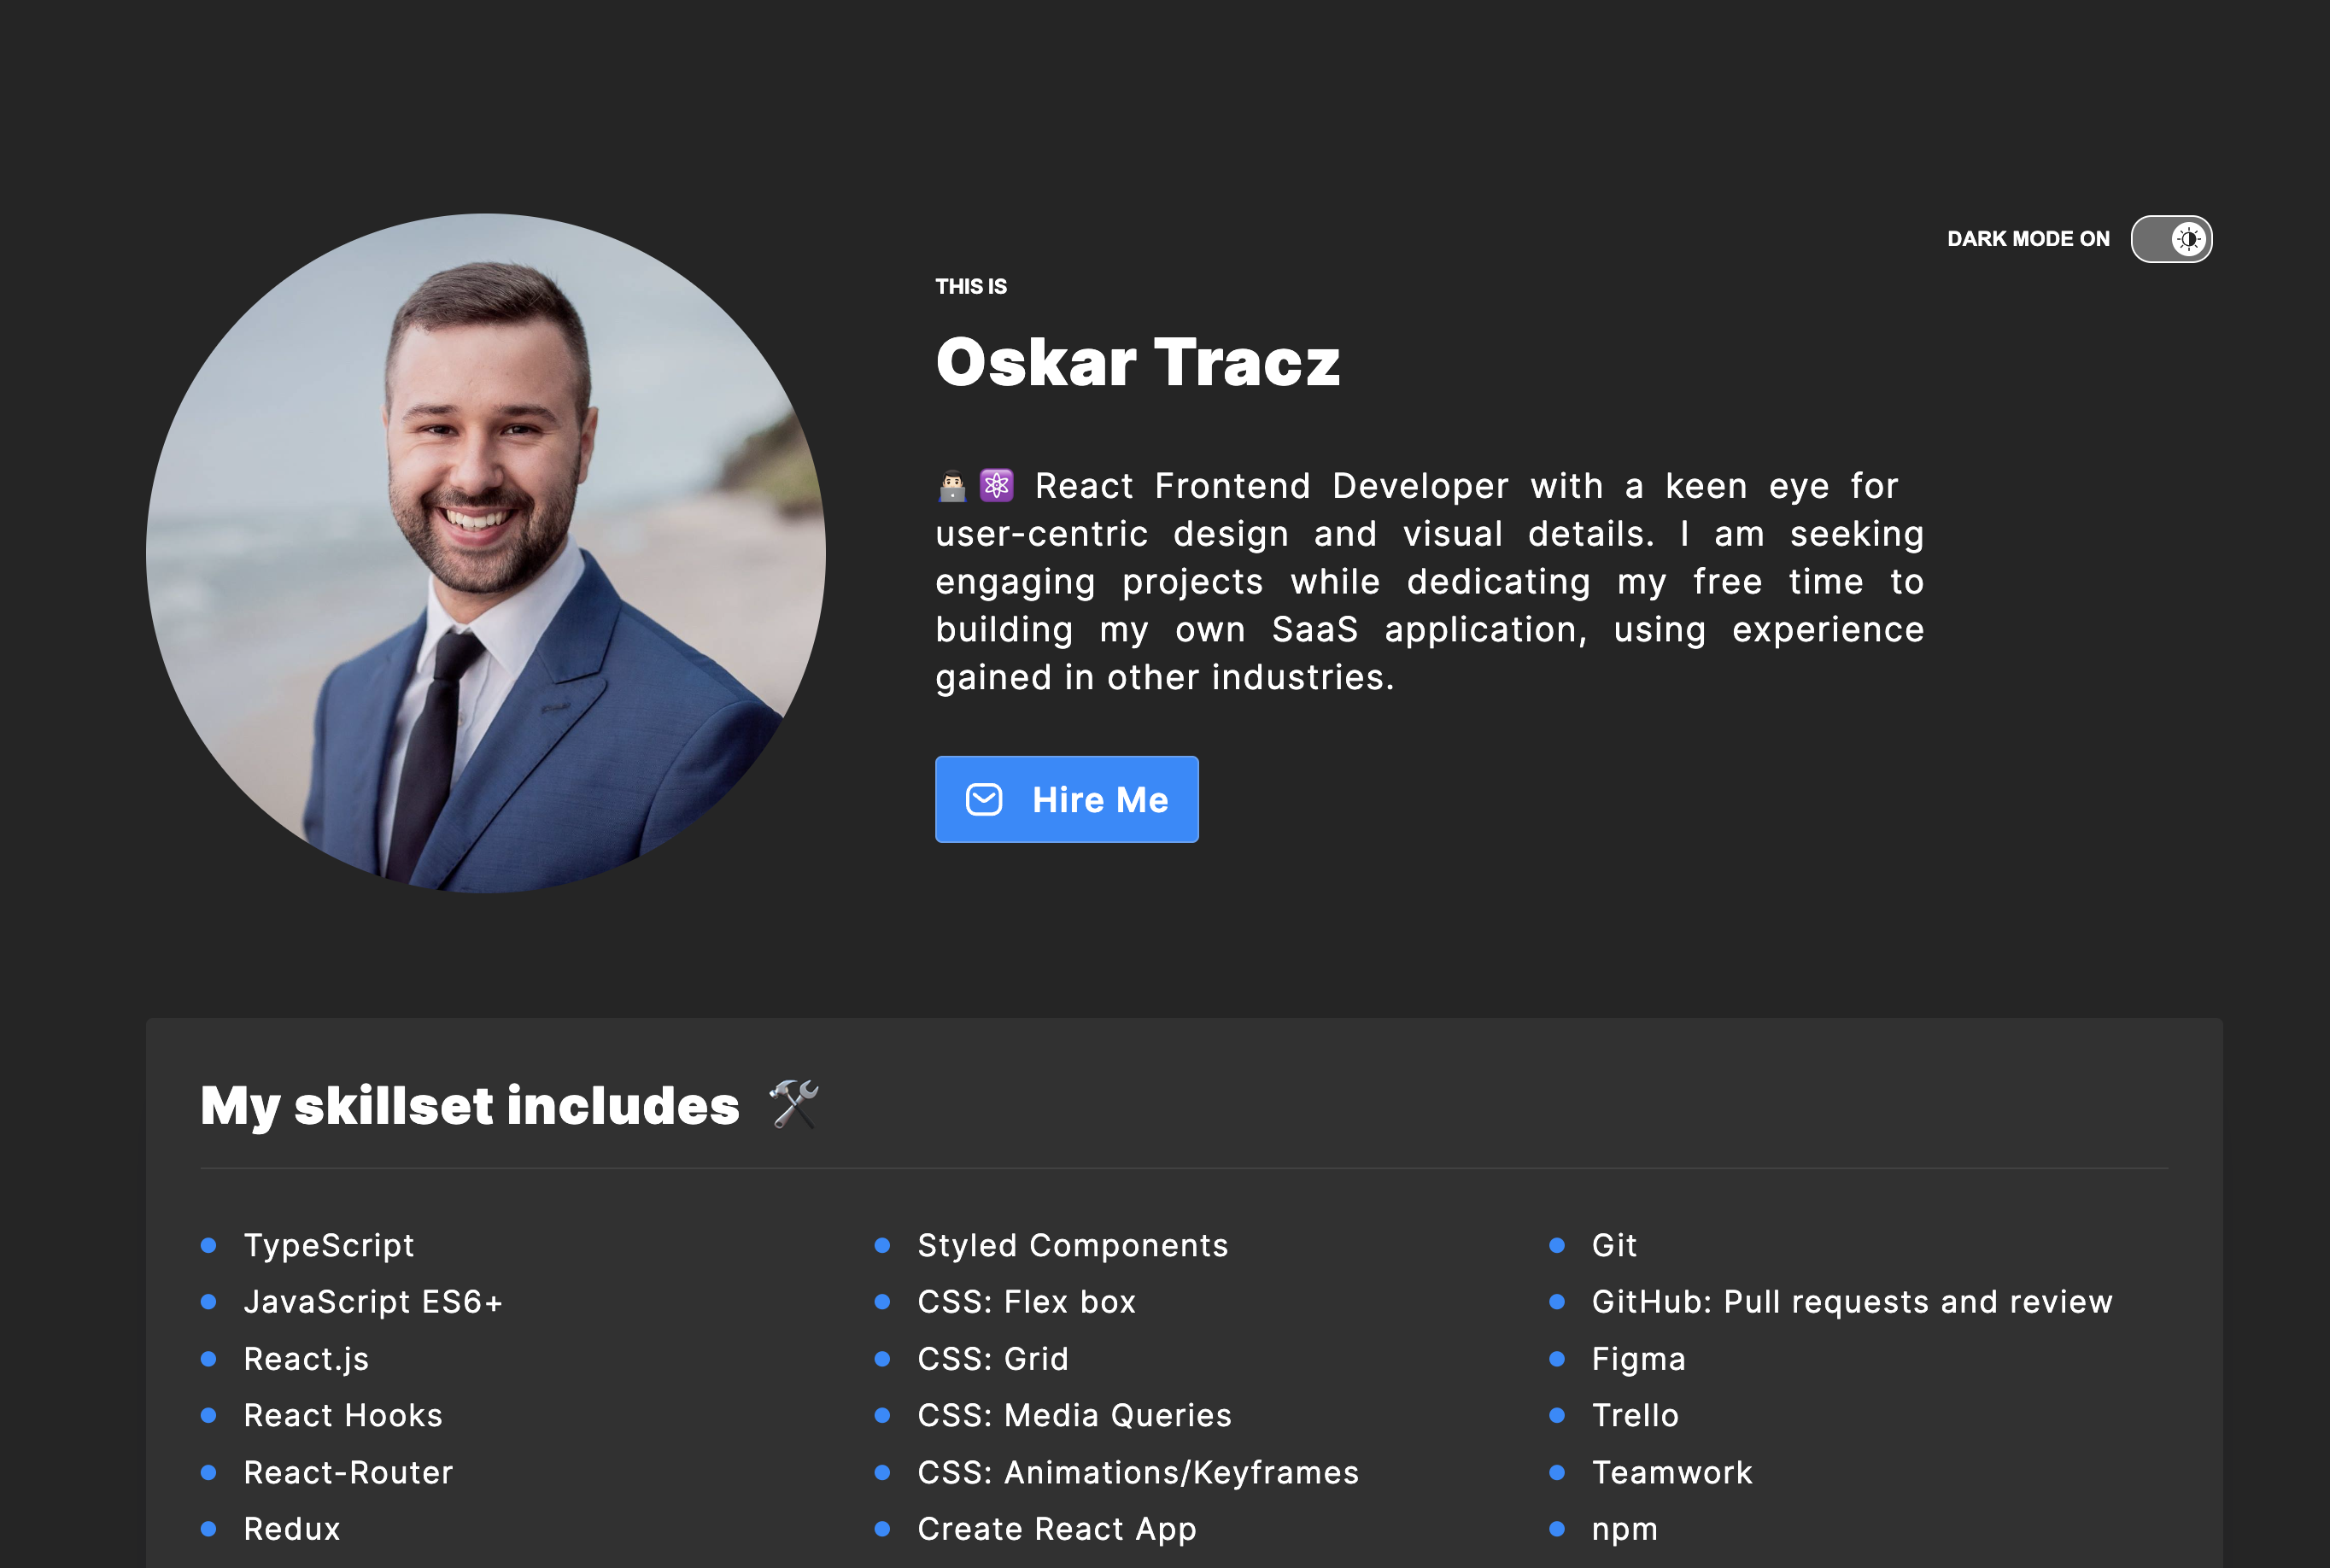 DARK MODE ON
THIS IS
Oskar Tracz
👨🏻‍💻⚛️ React Frontend Developer with a keen eye for
user-centric design and visual details. I am seeking
engaging projects while dedicating my free time to
building my own SaaS application, using experience
gained in other industries.
Hire Me
My skillset includes 🛠️
TypeScript
JavaScript ES6+
React.js
React Hooks
React-Router
Redux
Styled Components
CSS: Flex box
CSS: Grid
CSS: Media Queries
CSS: Animations/Keyframes
Create React App
Git
GitHub: Pull requests and review
Figma
Trello
Teamwork
npm